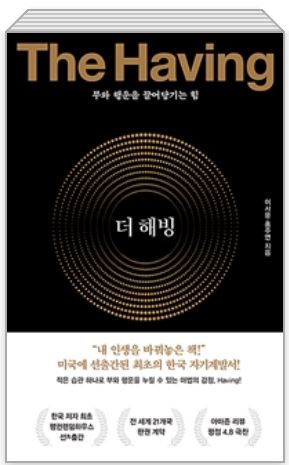 The Having
부와 행운을 끌어당기는 힘
더 해빙
이서윤·홍주연 지음
“내 인생을 바꿔놓은 책!”
미국에 선출간된 최초의 한국 자기계발서!
작은 습관 하나로 부와 행운을 누릴 수 있는 마법의 감정, Having!
한국 저자 최초
펭귄랜덤하우스
선출간
전 세계 21개국
판권 계약
아마존 리뷰
평점 4.8 극찬